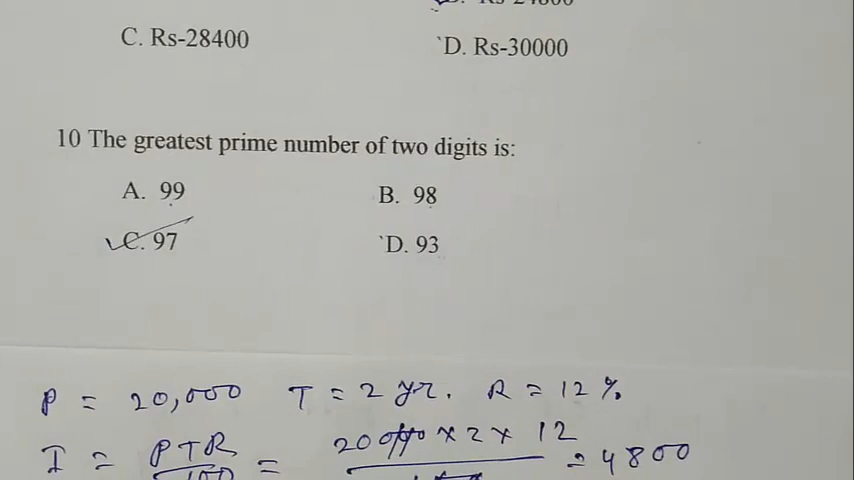 C. Rs-28400
D. Rs-30000
10 The greatest prime number of two digits is:
A. 99
B. 98
C. 97
D. 93
P = 20,000 T = 2 yr. R = 12 %
I = PTR/100 = 20000 x 2 x 12 = 4800